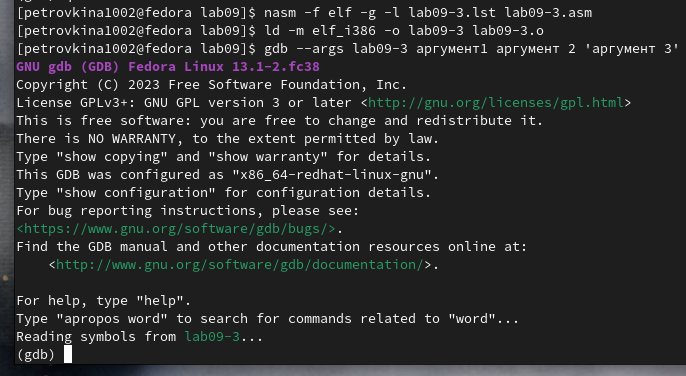 [petrovkina1002@fedora lab09]$ nasm -f elf -g -l lab09-3.lst lab09-3.asm
[petrovkina1002@fedora lab09]$ ld -m elf_i386 -o lab09-3 lab09-3.o
[petrovkina1002@fedora lab09]$ gdb --args lab09-3 аргумент1 аргумент 2 'аргумент 3'
GNU gdb (GDB) Fedora Linux 13.1-2.fc38
Copyright (C) 2023 Free Software Foundation, Inc.
License GPLv3+: GNU GPL version 3 or later <http://gnu.org/licenses/gpl.html>
This is free software: you are free to change and redistribute it.
There is NO WARRANTY, to the extent permitted by law.
Type "show copying" and "show warranty" for details.
This GDB was configured as "x86_64-redhat-linux-gnu".
Type "show configuration" for configuration details.
For bug reporting instructions, please see:
<https://www.gnu.org/software/gdb/bugs/>.
Find the GDB manual and other documentation resources online at:
    <http://www.gnu.org/software/gdb/documentation/>.

For help, type "help".
Type "apropos word" to search for commands related to "word"...
Reading symbols from lab09-3...
(gdb)